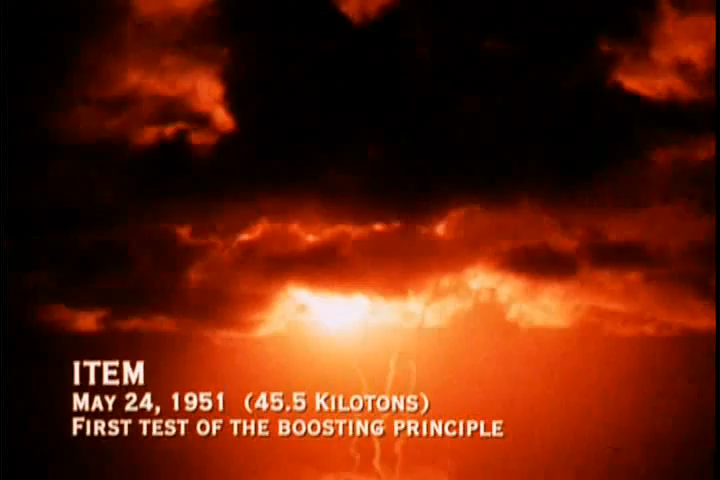 ITEM
MAY 24, 1951 (45.5 KILOTONS)
FIRST TEST OF THE BOOSTING PRINCIPLE